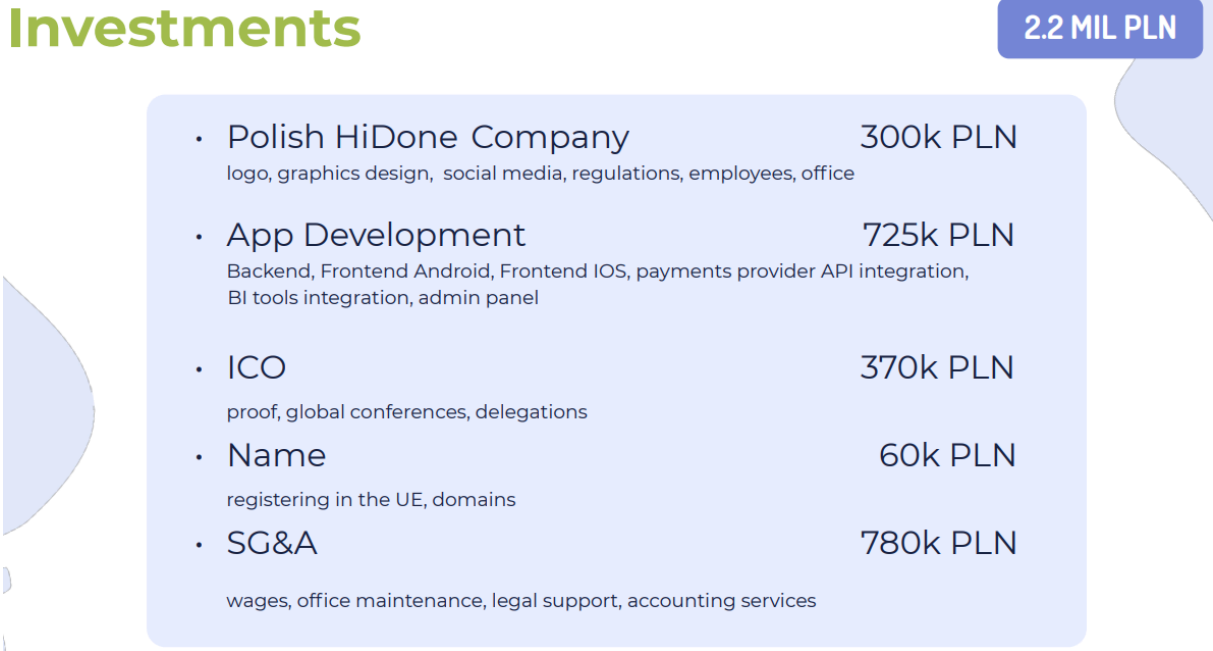 Investments
2.2 MIL PLN
• Polish HiDone Company 300k PLN
logo, graphics design, social media, regulations, employees, office
• App Development 725k PLN
Backend, Frontend Android, Frontend IOS, payments provider API integration,
BI tools integration, admin panel
• ICO 370k PLN
proof, global conferences, delegations
• Name 60k PLN
registering in the UE, domains
• SG&A 780k PLN
wages, office maintenance, legal support, accounting services